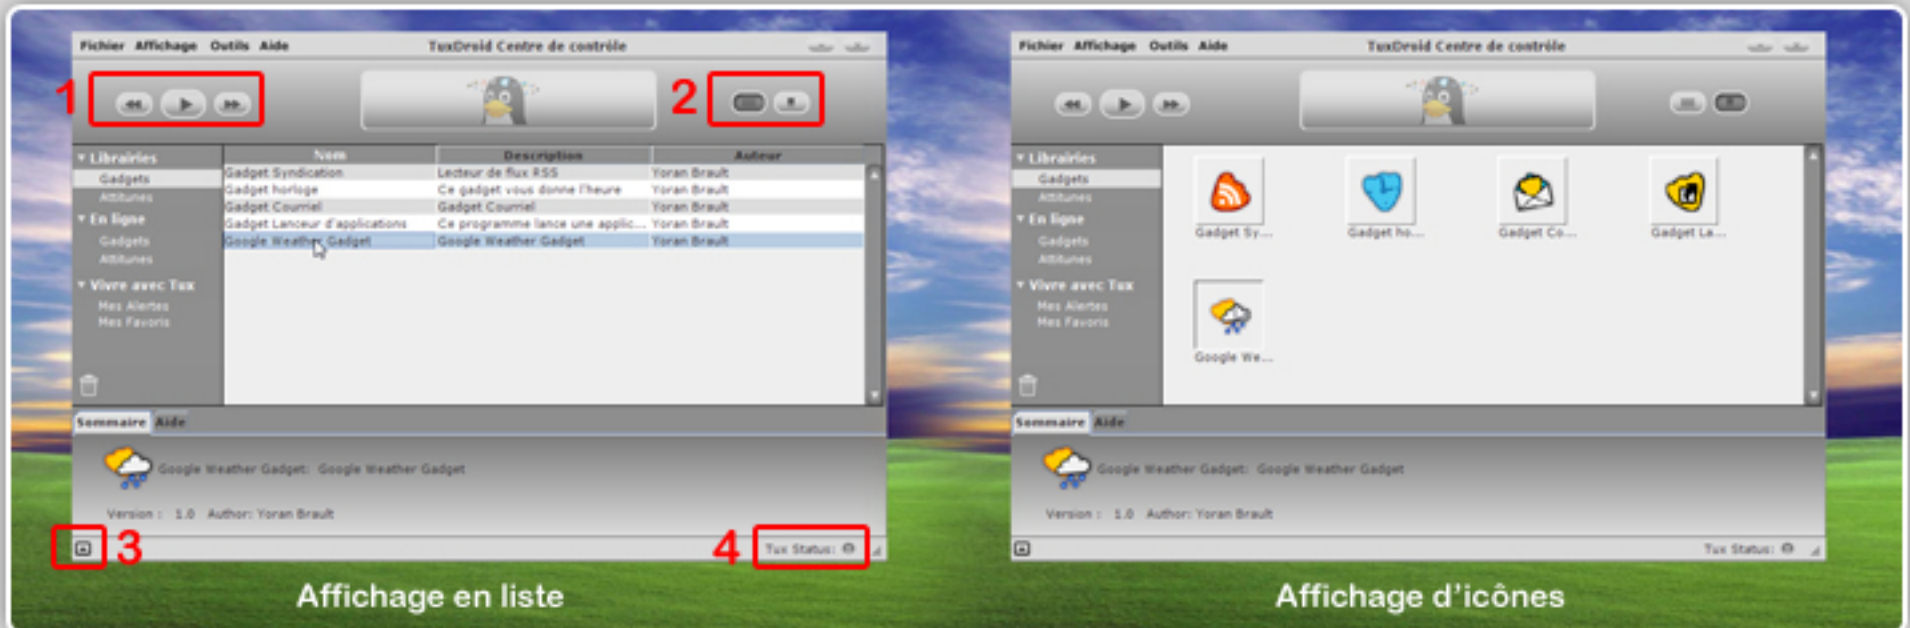 Fichier Affichage Outils Aide TuxDroid Centre de contrôle
1
2
Librairies
Gadgets
Attitunes
En ligne
Gadgets
Attitunes
Vivre avec Tux
Mes Alertes
Mes Favoris
Nom Description Auteur
Gadget Syndication Lecteur de flux RSS Yoran Brault
Gadget horloge Ce gadget vous donne l'heure Yoran Brault
Gadget Courriel Gadget Courriel Yoran Brault
Gadget Lanceur d'applications Ce programme lance une applic... Yoran Brault
Google Weather Gadget Google Weather Gadget Yoran Brault
Sommaire Aide
Google Weather Gadget: Google Weather Gadget
Version : 1.0 Author: Yoran Brault
3
4
Tux Status:
Affichage en liste
Fichier Affichage Outils Aide TuxDroid Centre de contrôle
Librairies
Gadgets
Attitunes
En ligne
Gadgets
Attitunes
Vivre avec Tux
Mes Alertes
Mes Favoris
Gadget Sy... Gadget ho... Gadget Co... Gadget La...
Google We...
Sommaire Aide
Google Weather Gadget: Google Weather Gadget
Version : 1.0 Author: Yoran Brault
Tux Status:
Affichage d'icônes